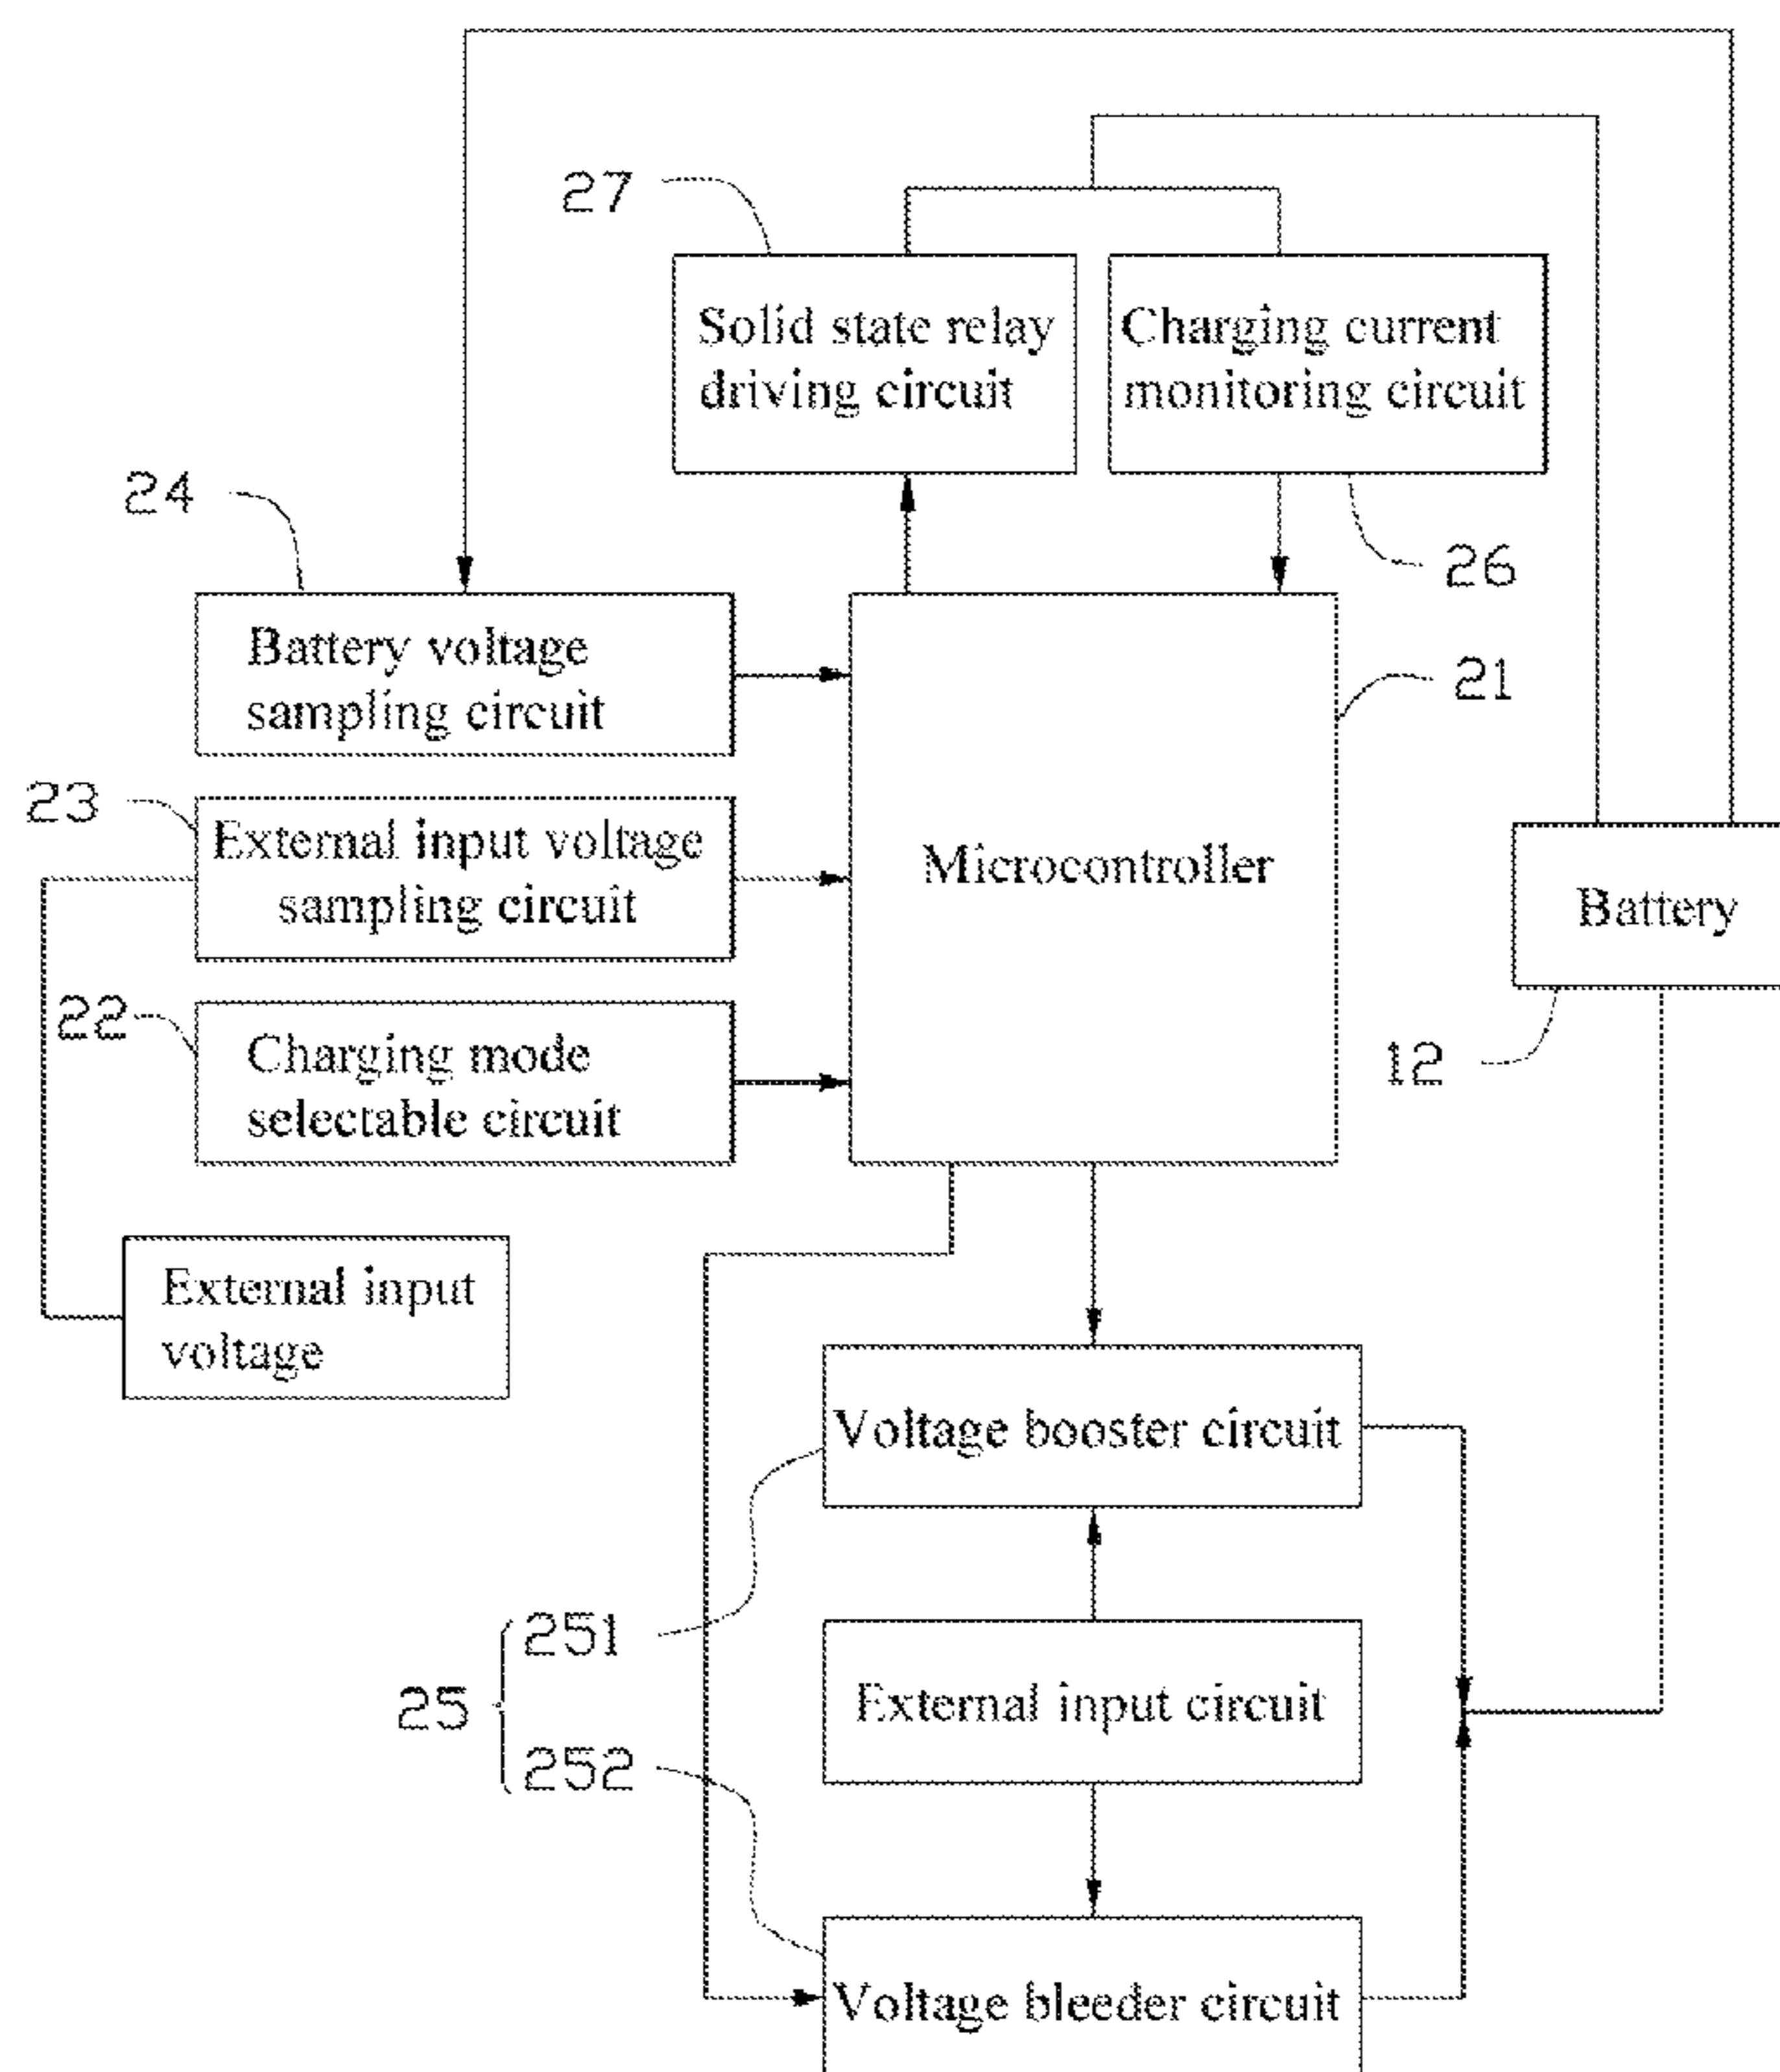 27
Solid state relay
driving circuit
Charging current
monitoring circuit
24
26
Battery voltage
sampling circuit
21
23
External input voltage
sampling circuit
Microcontroller
Battery
22
Charging mode
selectable circuit
12
External input
voltage
Voltage booster circuit
251
25
External input circuit
252
Voltage bleeder circuit